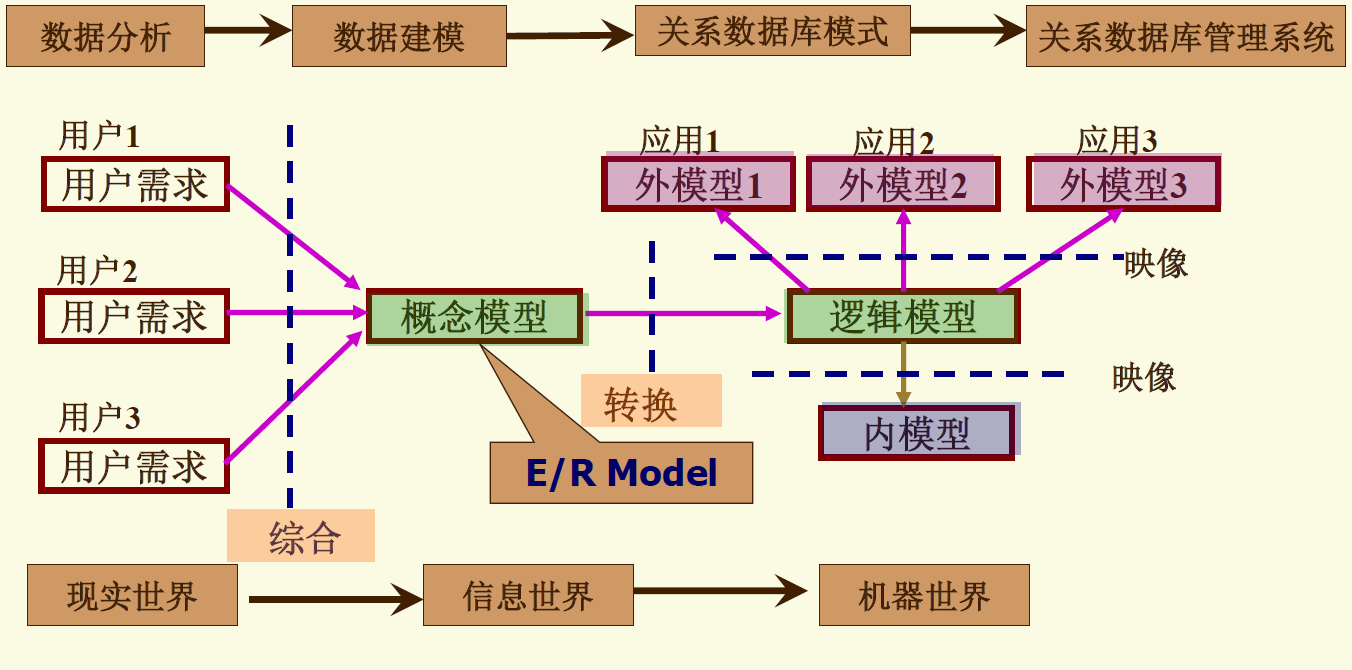 数据分析
数据建模
关系数据库模式
关系数据库管理系统
用户1
用户需求
应用1
外模型1
应用2
外模型2
应用3
外模型3
映像
用户2
用户需求
概念模型
逻辑模型
映像
转换
内模型
用户3
用户需求
E/R Model
综合
现实世界
信息世界
机器世界